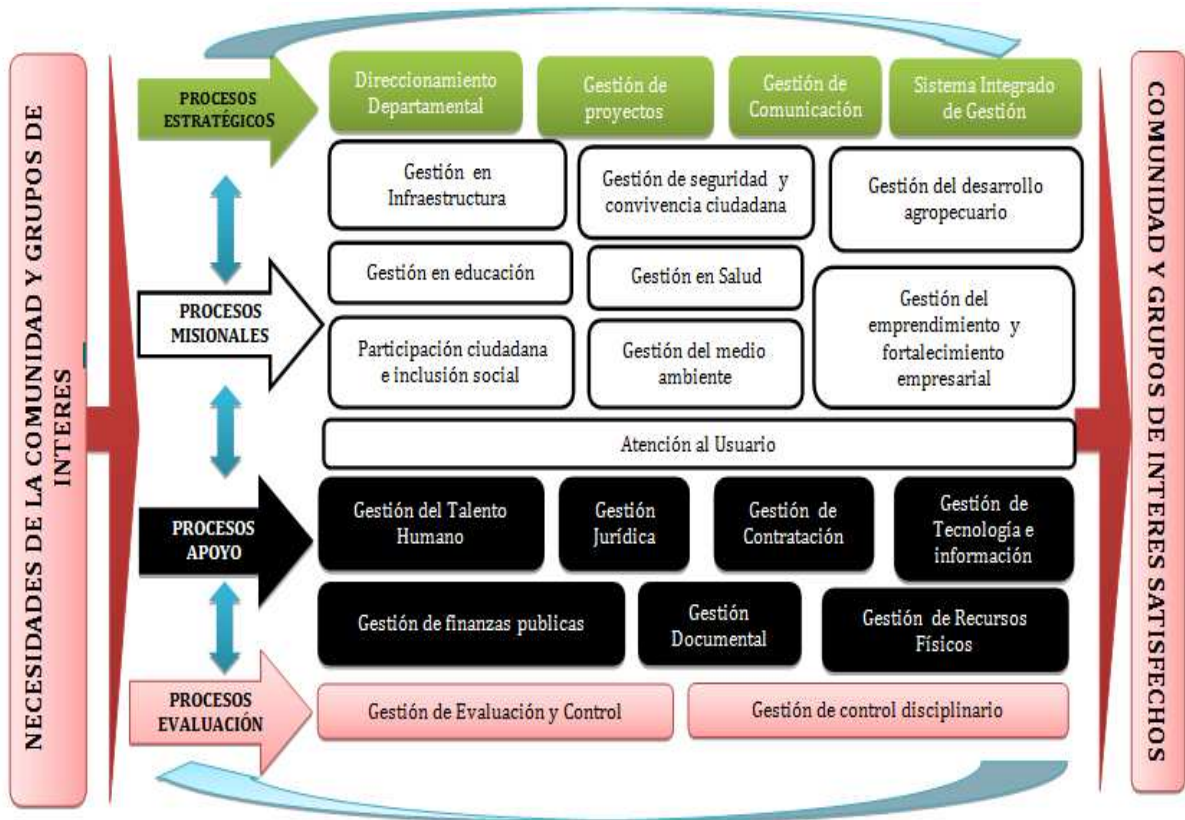 NECESIDADES DE LA COMUNIDAD Y GRUPOS DE
INTERES
PROCESOS
ESTRATÉGICOS
Direccionamiento
Departamental
Gestión de
proyectos
Gestión de
Comunicación
Sistema Integrado
de Gestión
PROCESOS
MISIONALES
Gestión en
Infraestructura
Gestión de seguridad y
convivencia ciudadana
Gestión del desarrollo
agropecuario
Gestión en educación
Gestión en Salud
Gestión del
emprendimiento y
fortalecimiento
empresarial
Participación ciudadana
e inclusión social
Gestión del medio
ambiente
Atención al Usuario
PROCESOS
APOYO
Gestión del Talento
Humano
Gestión
Jurídica
Gestión de
Contratación
Gestión de
Tecnología e
información
Gestión de finanzas publicas
Gestión
Documental
Gestión de Recursos
Físicos
PROCESOS
EVALUACIÓN
Gestión de Evaluación y Control
Gestión de control disciplinario
COMUNIDAD Y GRUPOS DE INTERES SATISFECHOS